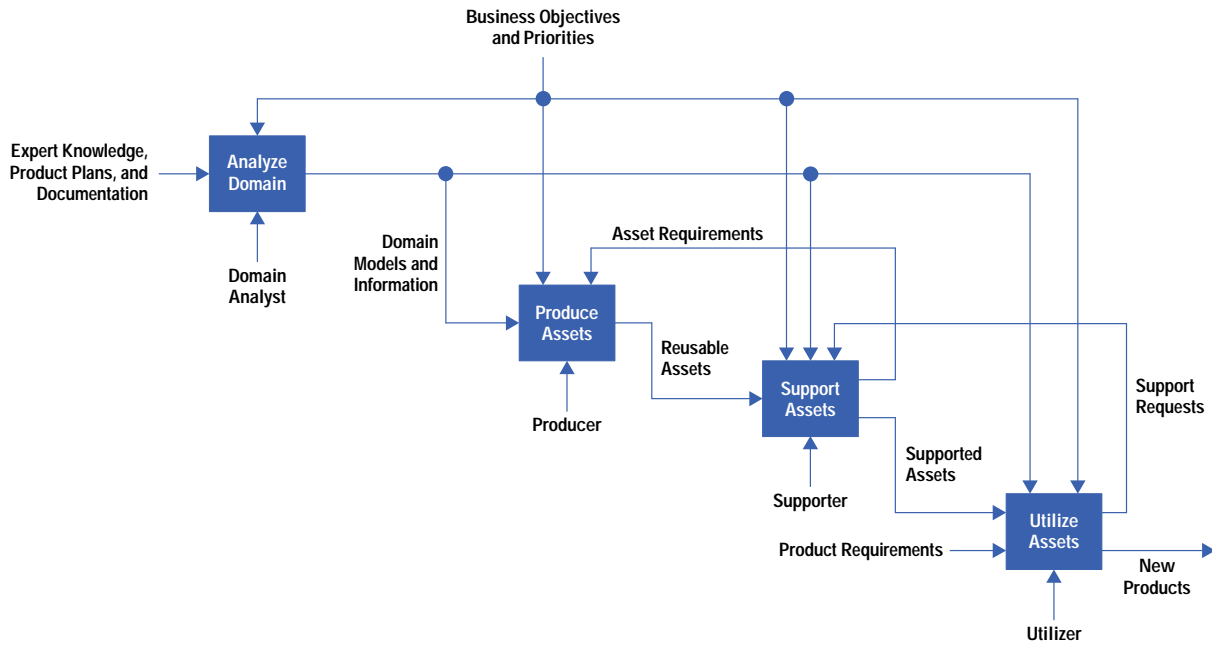 Business Objectives
and Priorities
Expert Knowledge,
Product Plans, and
Documentation
Analyze
Domain
Domain
Analyst
Domain
Models and
Information
Asset Requirements
Produce
Assets
Reusable
Assets
Producer
Support
Assets
Support
Requests
Supported
Assets
Supporter
Utilize
Assets
Product Requirements
New
Products
Utilizer